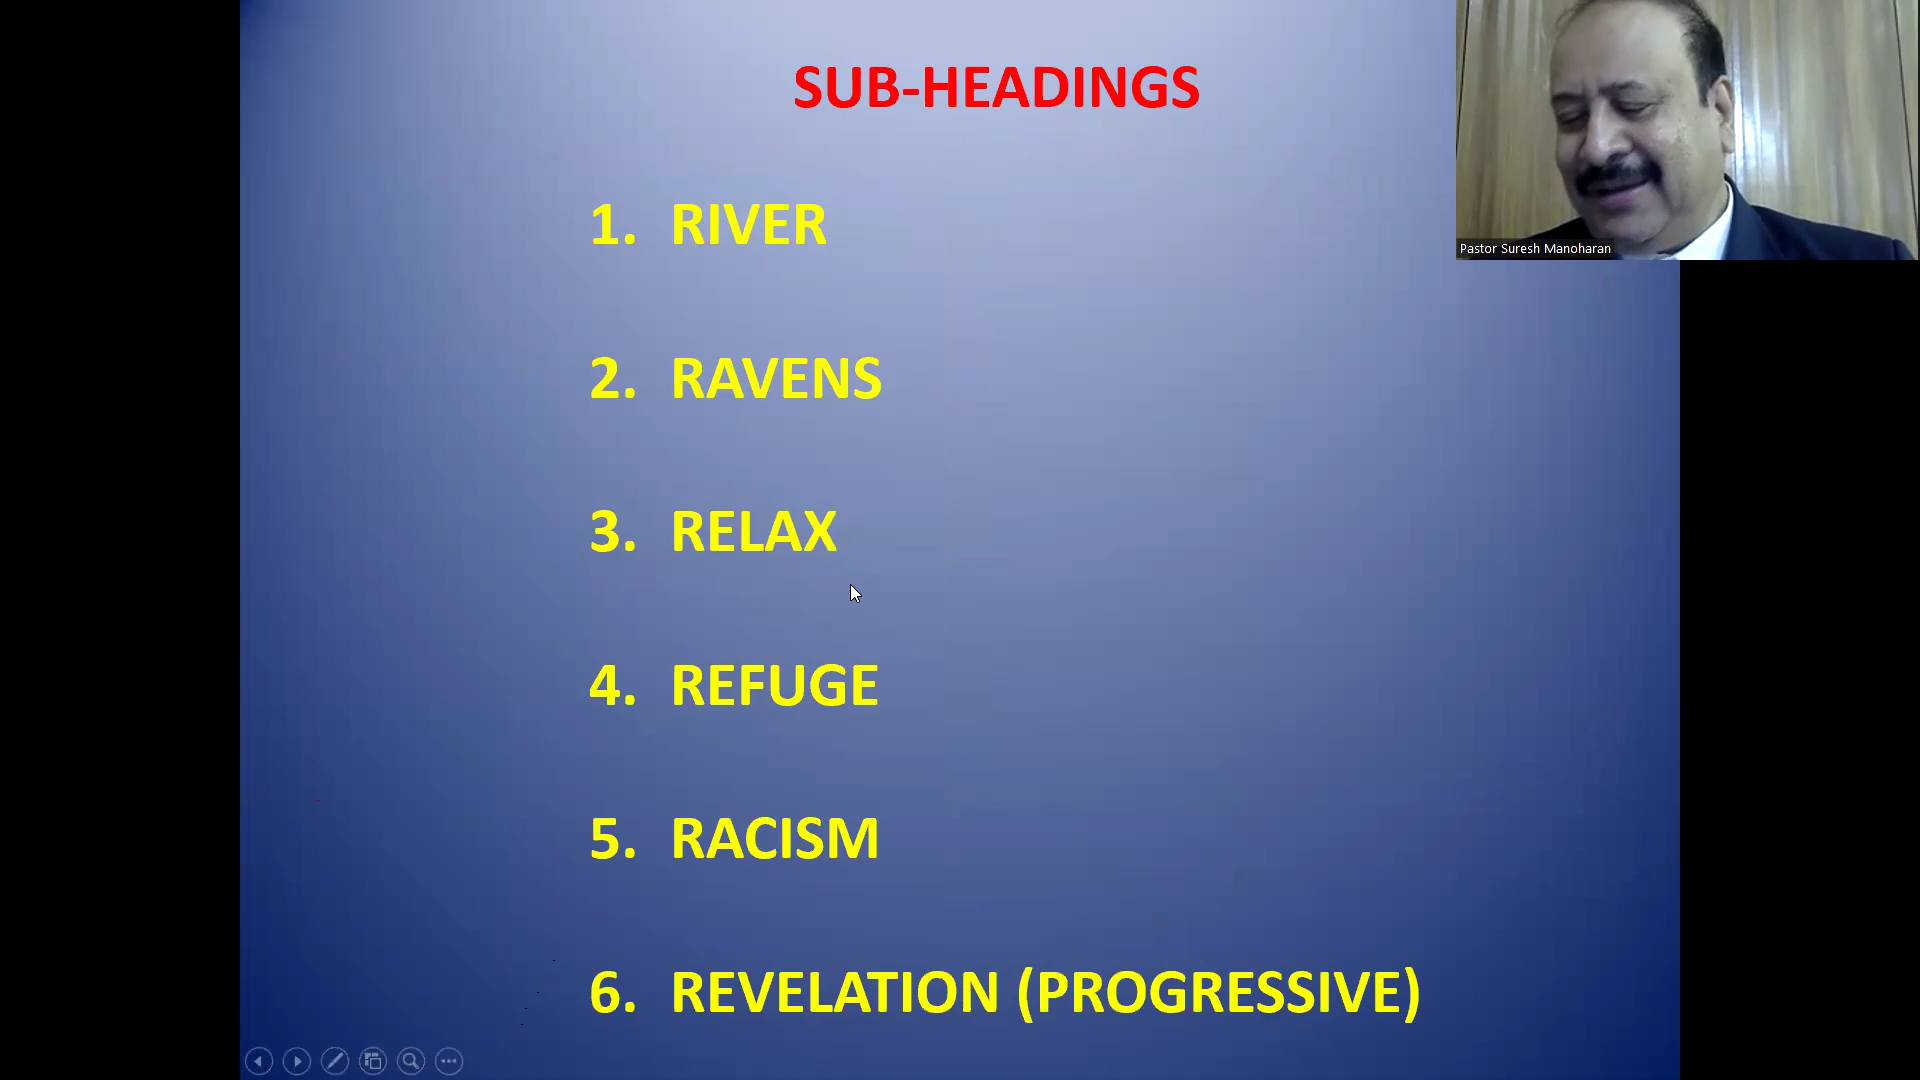 SUB-HEADINGS
1. RIVER
2. RAVENS
3. RELAX
4. REFUGE
5. RACISM
6. REVELATION (PROGRESSIVE)
Pastor Suresh Manoharan